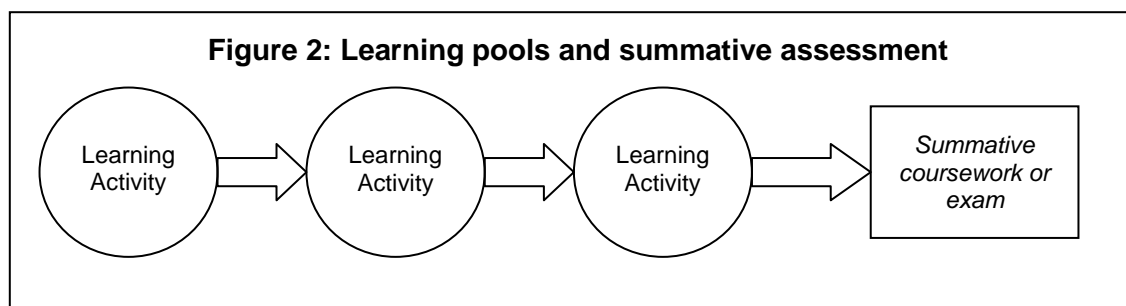 Figure 2: Learning pools and summative assessment
Learning
Activity
Learning
Activity
Learning
Activity
Summative
coursework or
exam